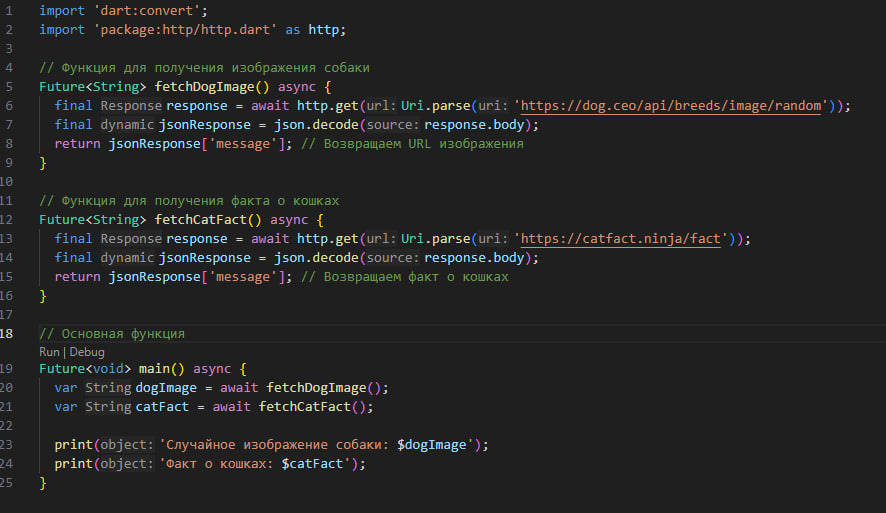 1 import 'dart:convert';
2 import 'package:http/http.dart' as http;
3
4 // Функция для получения изображения собаки
5 Future<String> fetchDogImage() async {
6 final Response response = await http.get(url: Uri.parse(uri: 'https://dog.ceo/api/breeds/image/random'));
7 final dynamic jsonResponse = json.decode(source: response.body);
8 return jsonResponse['message']; // Возвращаем URL изображения
9 }
10
11 // Функция для получения факта о кошках
12 Future<String> fetchCatFact() async {
13 final Response response = await http.get(url: Uri.parse(uri: 'https://catfact.ninja/fact'));
14 final dynamic jsonResponse = json.decode(source: response.body);
15 return jsonResponse['message']; // Возвращаем факт о кошках
16 }
17
18 // Основная функция
Run | Debug
19 Future<void> main() async {
20 var String dogImage = await fetchDogImage();
21 var String catFact = await fetchCatFact();
22
23 print(object: 'Случайное изображение собаки: $dogImage');
24 print(object: 'Факт о кошках: $catFact');
25 }